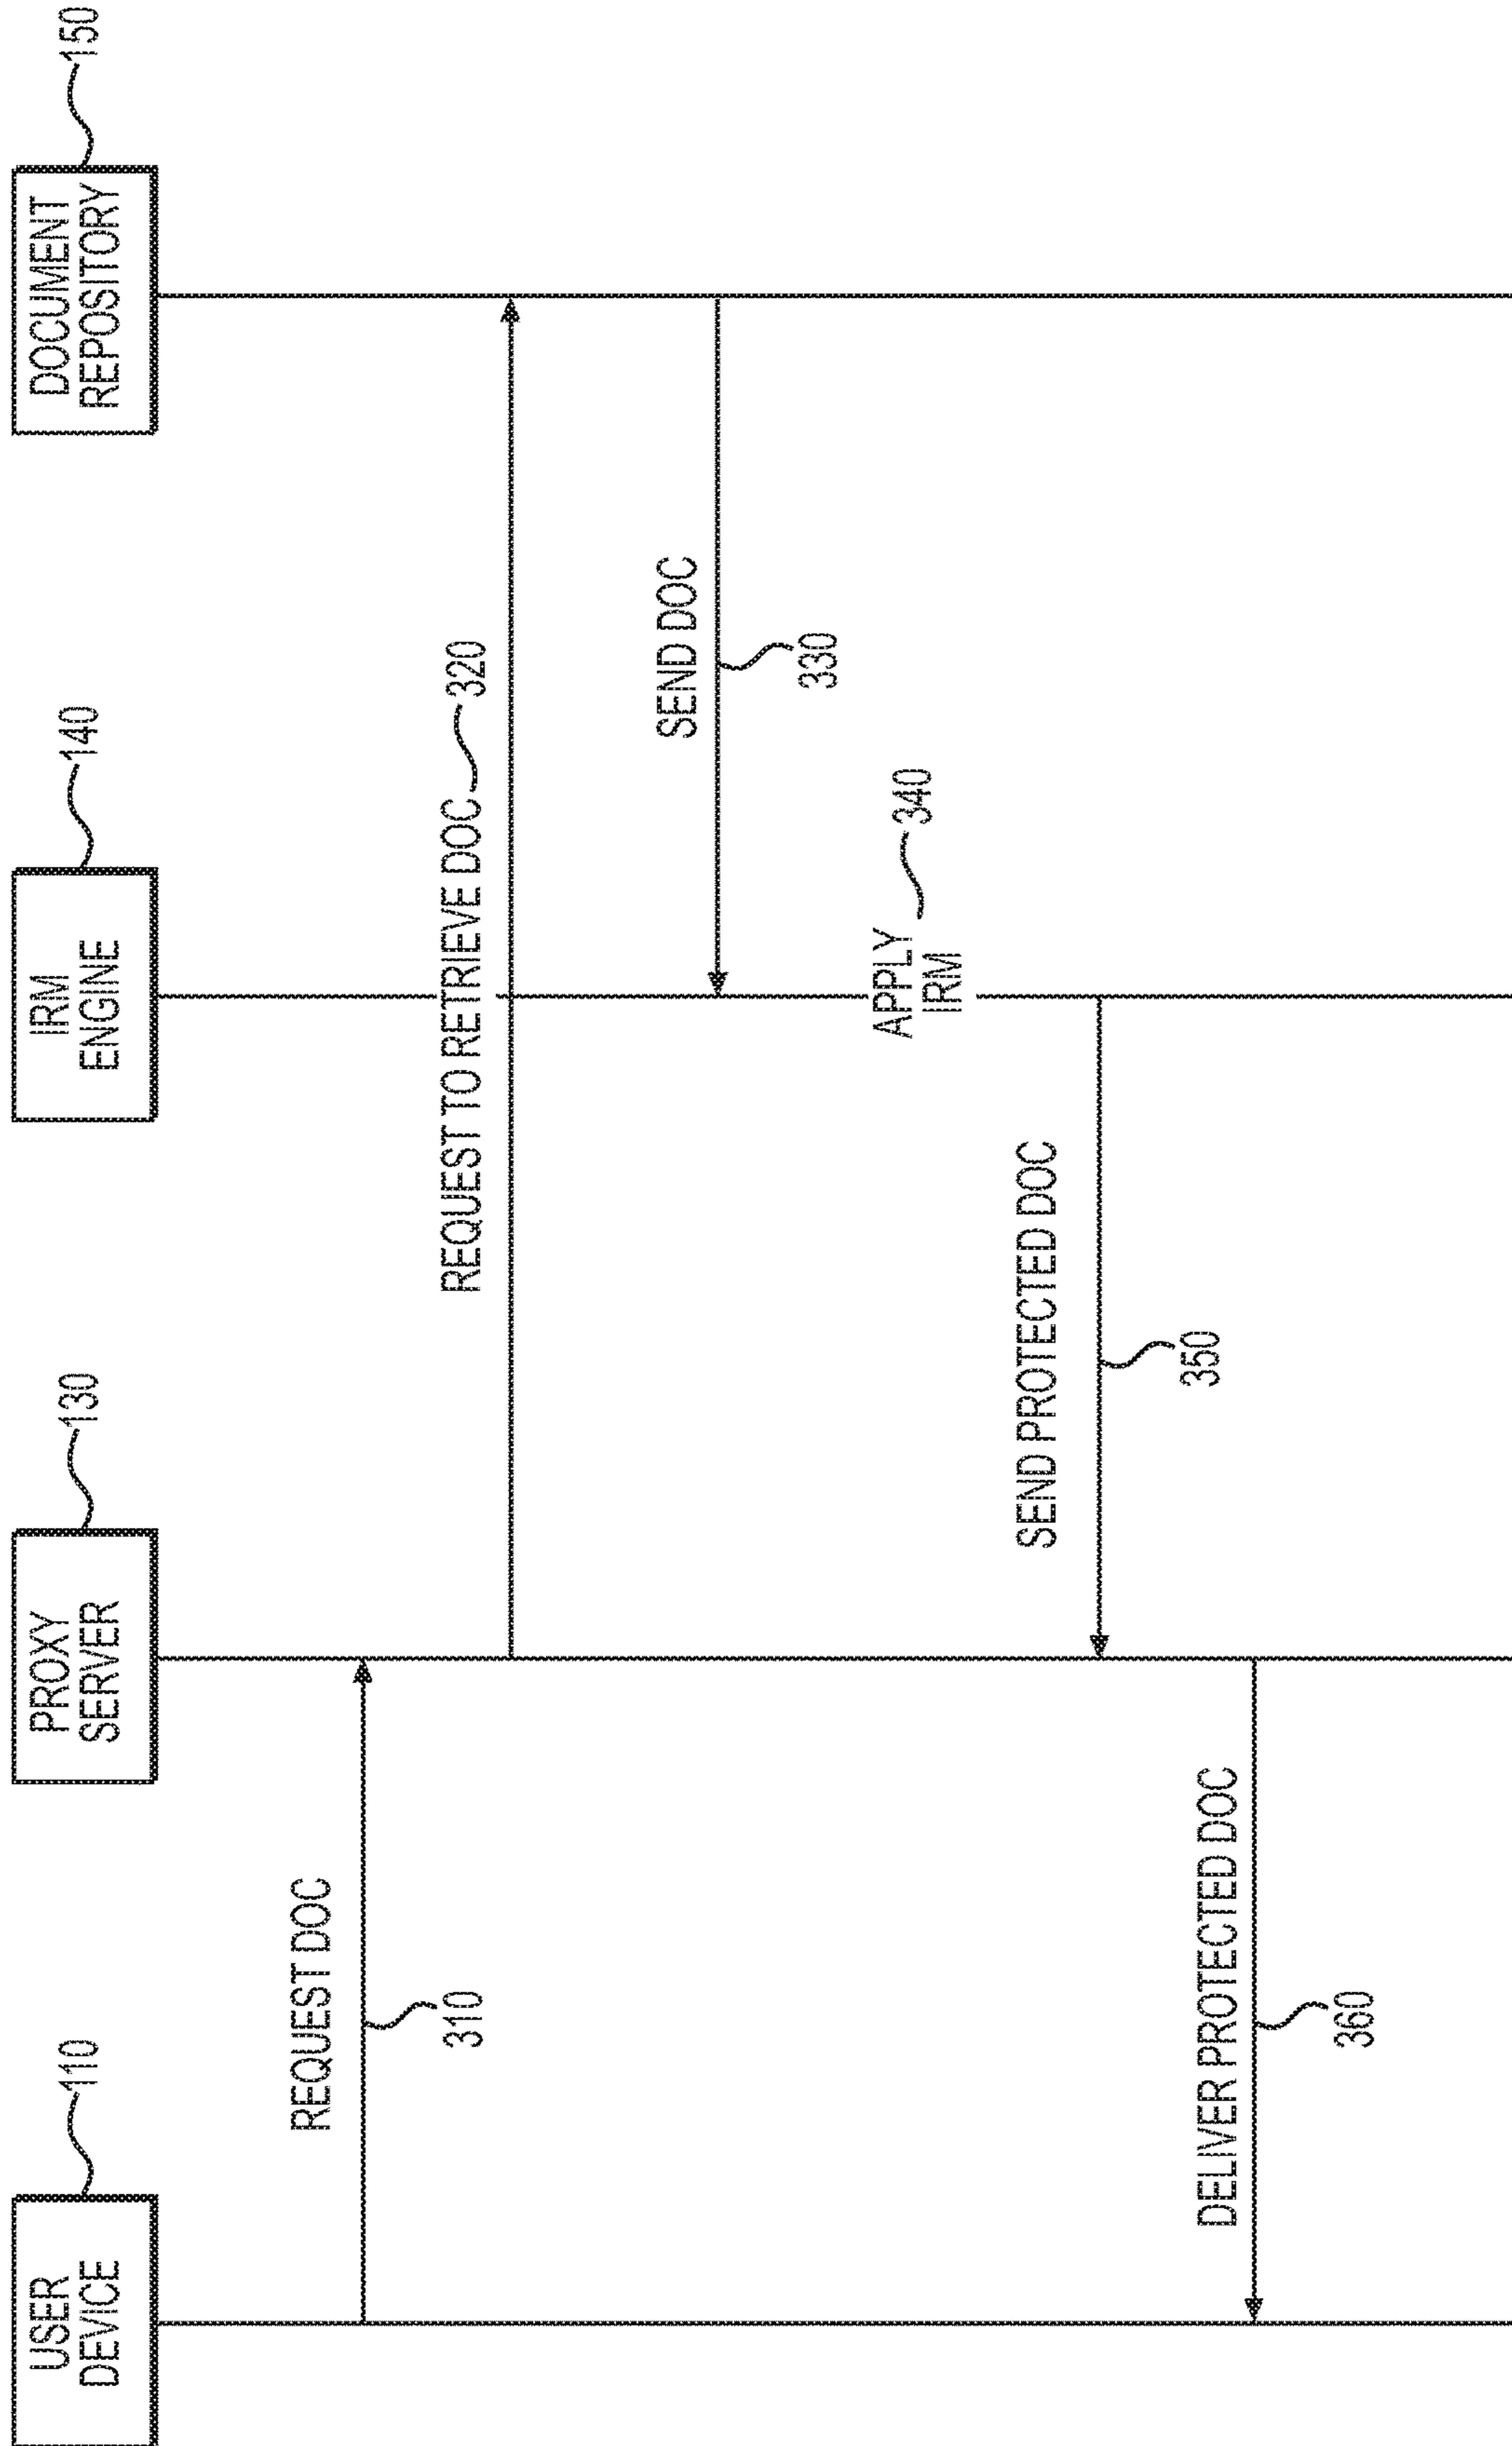 USER
DEVICE
110
PROXY
SERVER
130
IRM
ENGINE
140
DOCUMENT
REPOSITORY
150
REQUEST DOC
310
REQUEST TO RETRIEVE DOC 320
SEND DOC
330
APPLY
IRM
340
SEND PROTECTED DOC
350
DELIVER PROTECTED DOC
360